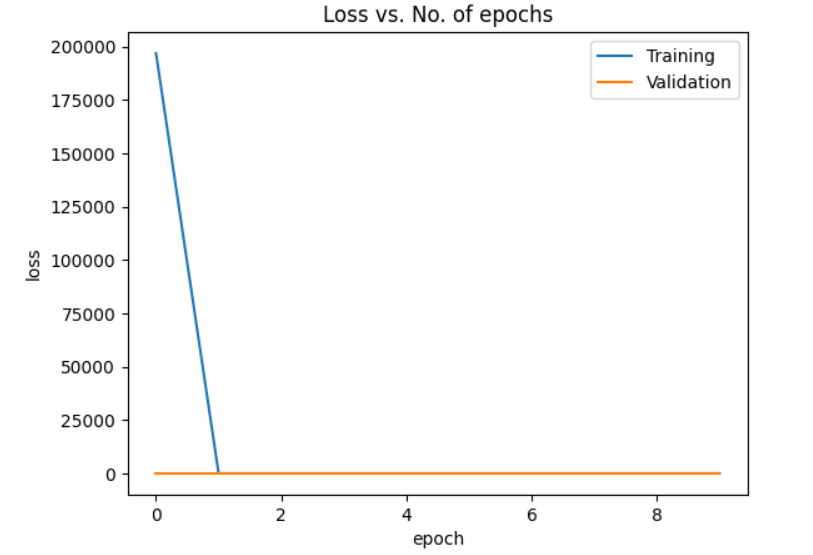 Loss vs. No. of epochs
200000
175000
150000
125000
100000
75000
50000
25000
0
loss
Training
Validation
0 2 4 6 8
epoch